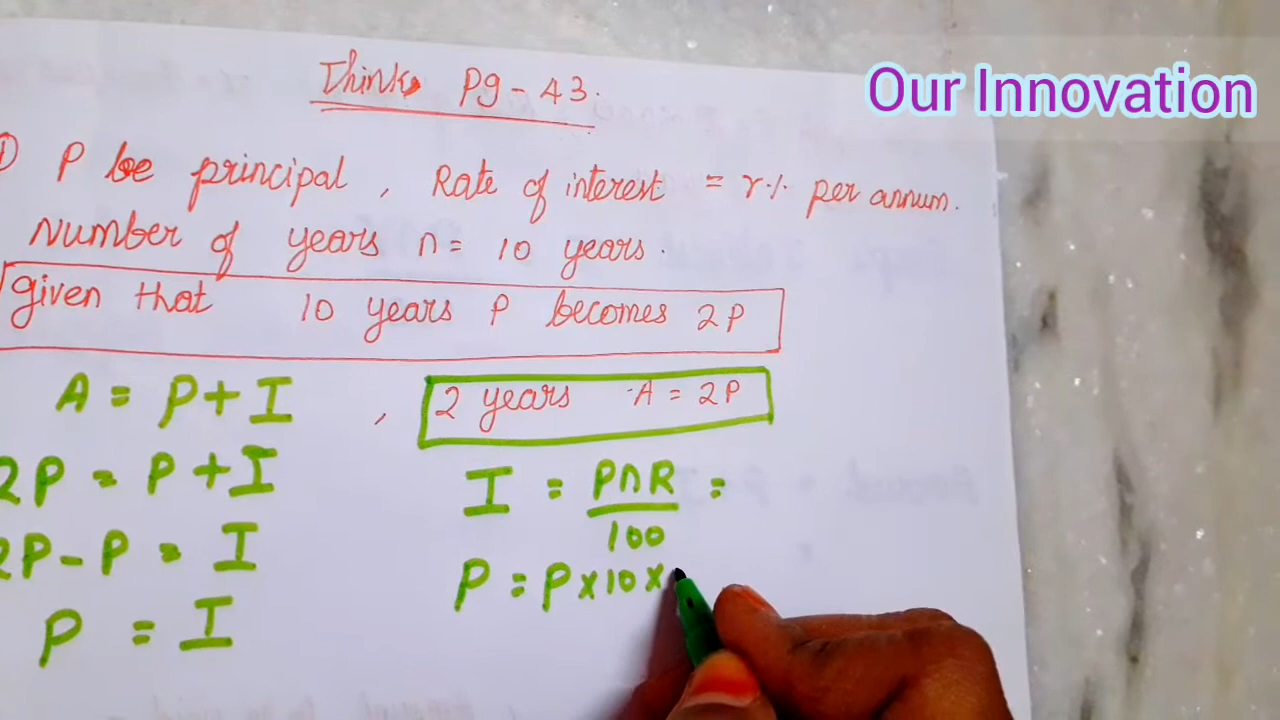 Our Innovation
Think Pg - 43.
① P be principal, Rate of interest = r% per annum.
Number of years n = 10 years.
given that 10 years P becomes 2P
A = P + I , 2 years A = 2P
2P = P + I
I = PnR / 100 =
2P - P = I
P = P × 10 ×
P = I